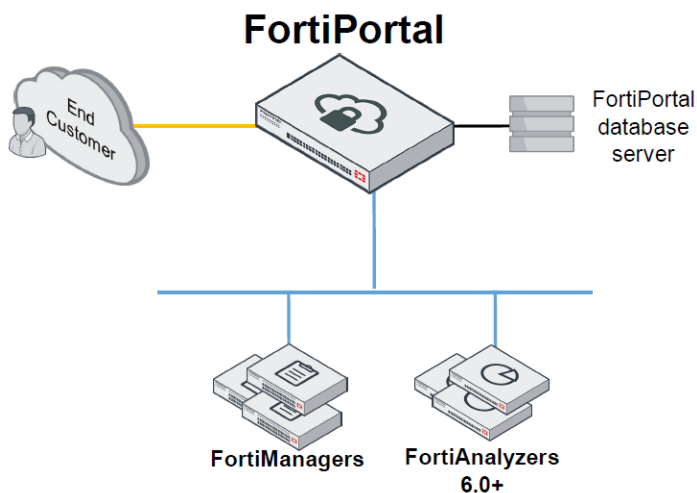 FortiPortal
End
Customer
FortiPortal
database
server
FortiManagers
FortiAnalyzers
6.0+